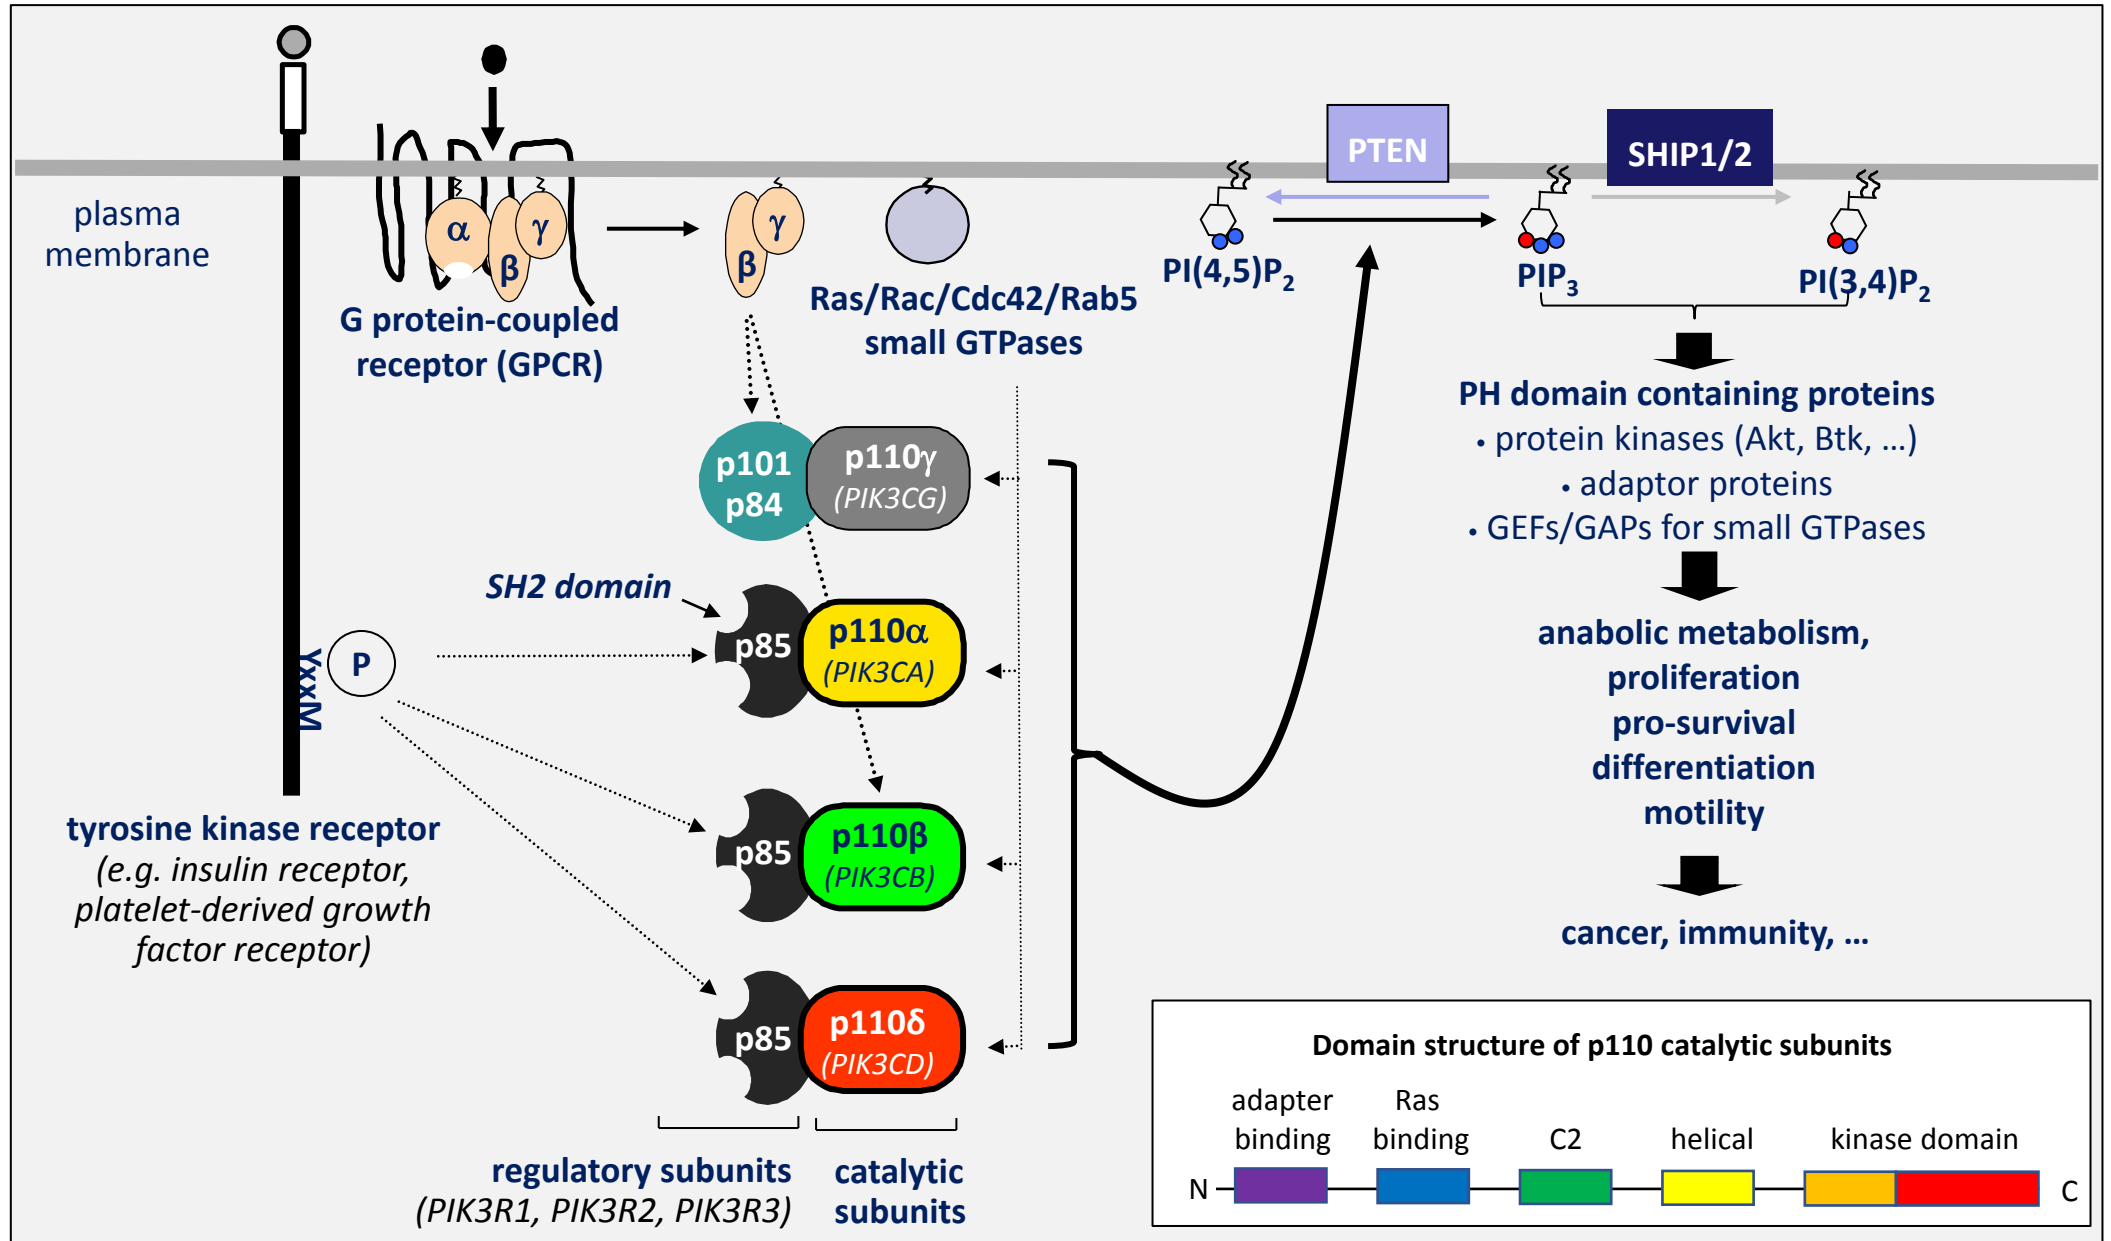 plasma
membrane
α
β
γ
G protein-coupled
receptor (GPCR)
β
γ
Ras/Rac/Cdc42/Rab5
small GTPases
PTEN
SHIP1/2
PI(4,5)P₂
PIP₃
PI(3,4)P₂
PH domain containing proteins
• protein kinases (Akt, Btk, ...)
• adaptor proteins
• GEFs/GAPs for small GTPases
anabolic metabolism,
proliferation
pro-survival
differentiation
motility
cancer, immunity, ...
p101
p84
p110γ
(PIK3CG)
SH2 domain
p85
p110α
(PIK3CA)
YxxM
P
p85
p110β
(PIK3CB)
p85
p110δ
(PIK3CD)
tyrosine kinase receptor
(e.g. insulin receptor,
platelet-derived growth
factor receptor)
regulatory subunits
(PIK3R1, PIK3R2, PIK3R3)
catalytic
subunits
Domain structure of p110 catalytic subunits
adapter
binding
Ras
binding
C2
helical
kinase domain
N
C